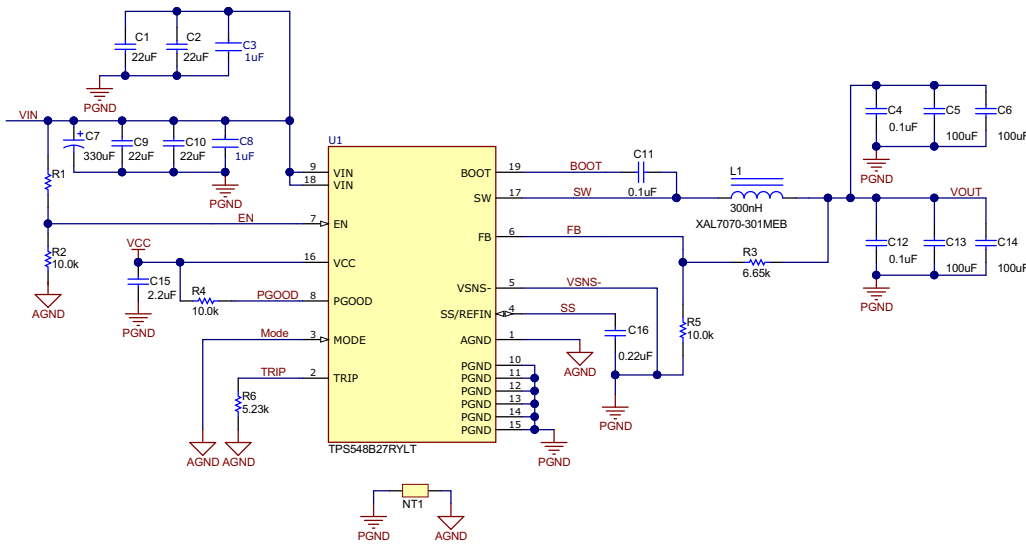 C1
22uF
C2
22uF
C3
1uF
PGND
VIN
C7
330uF
C9
22uF
C10
22uF
C8
1uF
PGND
R1
EN
R2
10.0k
AGND
VCC
C15
2.2uF
PGND
R4
10.0k
PGOOD
Mode
TRIP
R6
5.23k
AGND
AGND
U1
9
VIN
18
VIN
7
EN
16
VCC
8
PGOOD
3
MODE
2
TRIP
BOOT
19
SW
17
FB
6
VSNS-
5
SS/REFIN
4
AGND
1
PGND
10
PGND
11
PGND
12
PGND
13
PGND
14
PGND
15
TPS548B27RYLT
BOOT
C11
0.1uF
SW
L1
300nH
XAL7070-301MEB
FB
R3
6.65k
VSNS-
SS
C16
0.22uF
R5
10.0k
AGND
PGND
PGND
C4
0.1uF
C5
100uF
C6
100uF
PGND
VOUT
C12
0.1uF
C13
100uF
C14
100uF
PGND
NT1
PGND
AGND